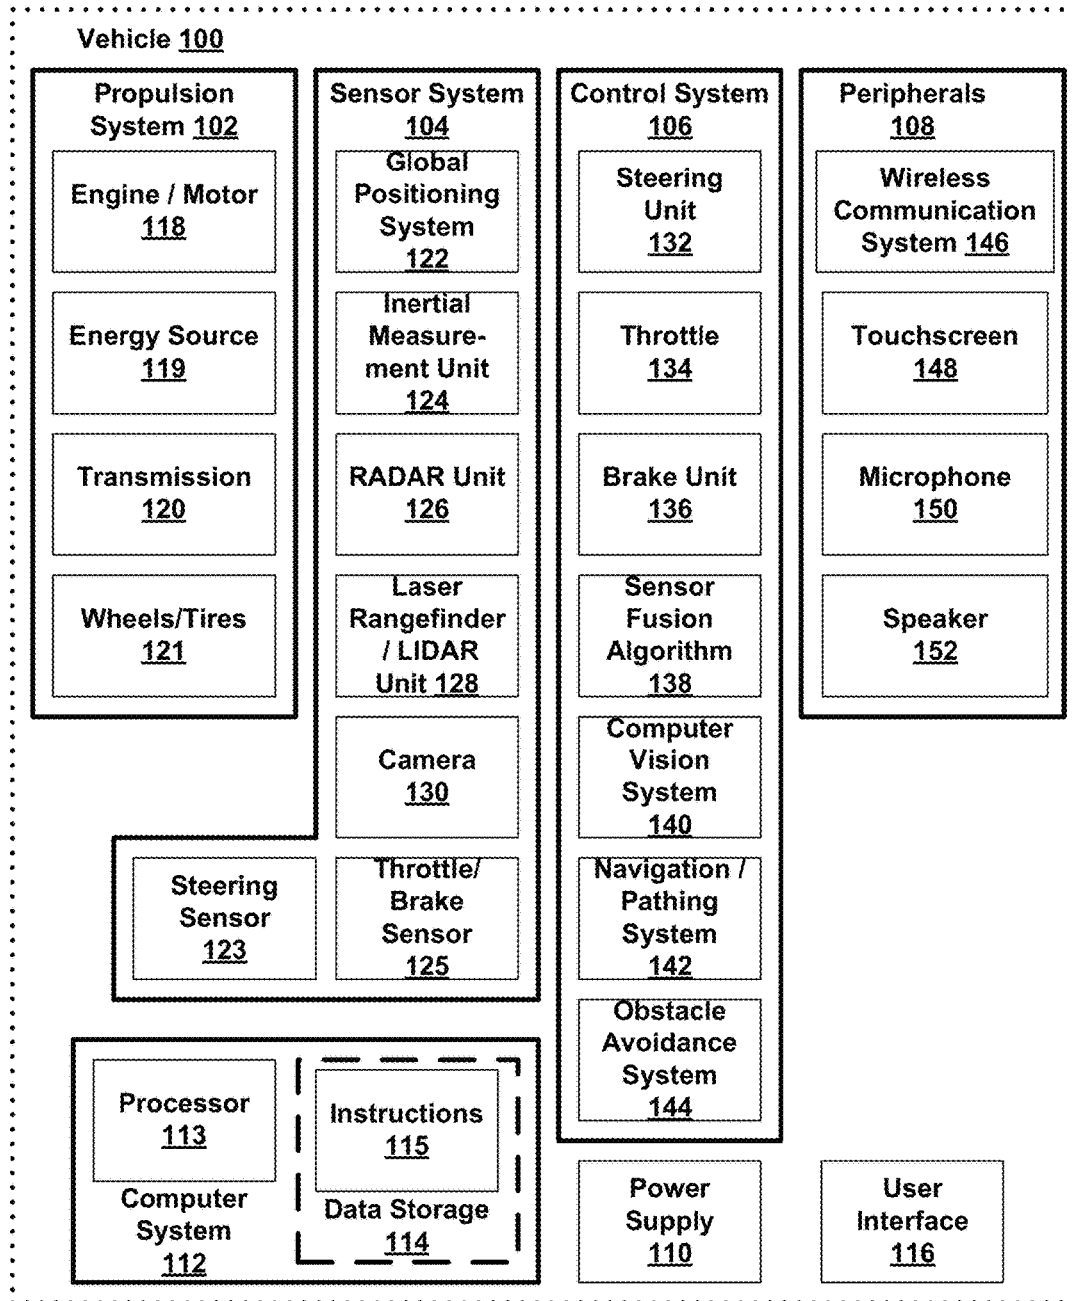 Vehicle 100
Propulsion
System 102
Engine / Motor
118
Energy Source
119
Transmission
120
Wheels/Tires
121
Sensor System
104
Global
Positioning
System
122
Inertial
Measure-
ment Unit
124
RADAR Unit
126
Laser
Rangefinder
/ LIDAR
Unit 128
Camera
130
Steering
Sensor
123
Throttle/
Brake
Sensor
125
Control System
106
Steering
Unit
132
Throttle
134
Brake Unit
136
Sensor
Fusion
Algorithm
138
Computer
Vision
System
140
Navigation /
Pathing
System
142
Obstacle
Avoidance
System
144
Peripherals
108
Wireless
Communication
System 146
Touchscreen
148
Microphone
150
Speaker
152
Processor
113
Computer
System
112
Instructions
115
Data Storage
114
Power
Supply
110
User
Interface
116